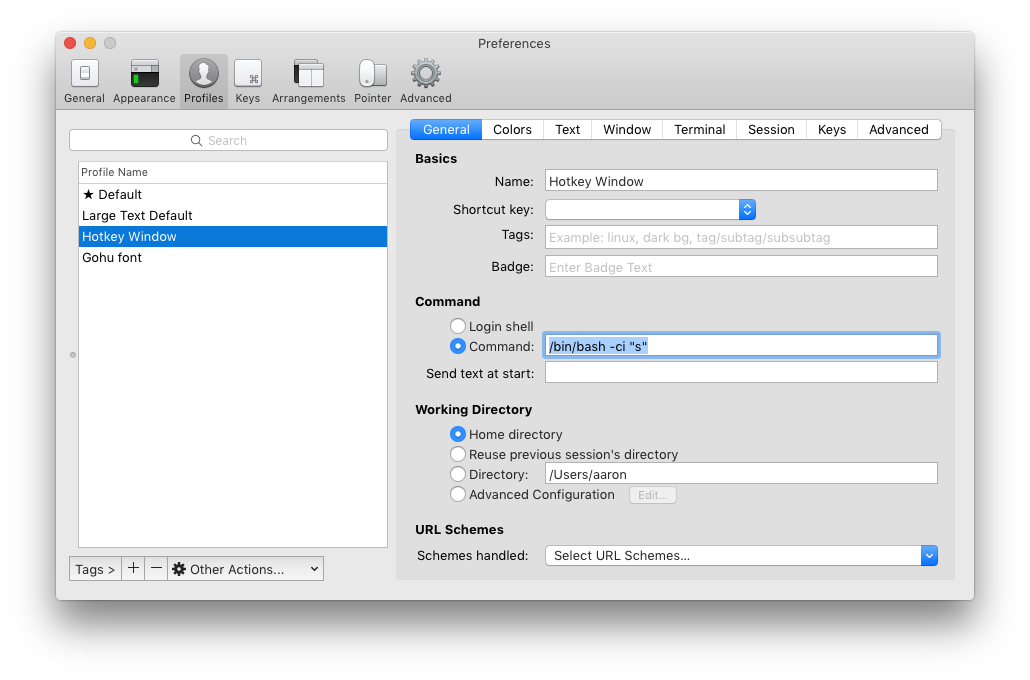 Preferences
General Appearance Profiles Keys Arrangements Pointer Advanced
Search
Profile Name
★ Default
Large Text Default
Hotkey Window
Gohu font
Tags > + − Other Actions...
General Colors Text Window Terminal Session Keys Advanced
Basics
Name: Hotkey Window
Shortcut key:
Tags: Example: linux, dark bg, tag/subtag/subsubtag
Badge: Enter Badge Text
Command
Login shell
Command: /bin/bash -ci "s"
Send text at start:
Working Directory
Home directory
Reuse previous session's directory
Directory: /Users/aaron
Advanced Configuration Edit...
URL Schemes
Schemes handled: Select URL Schemes...